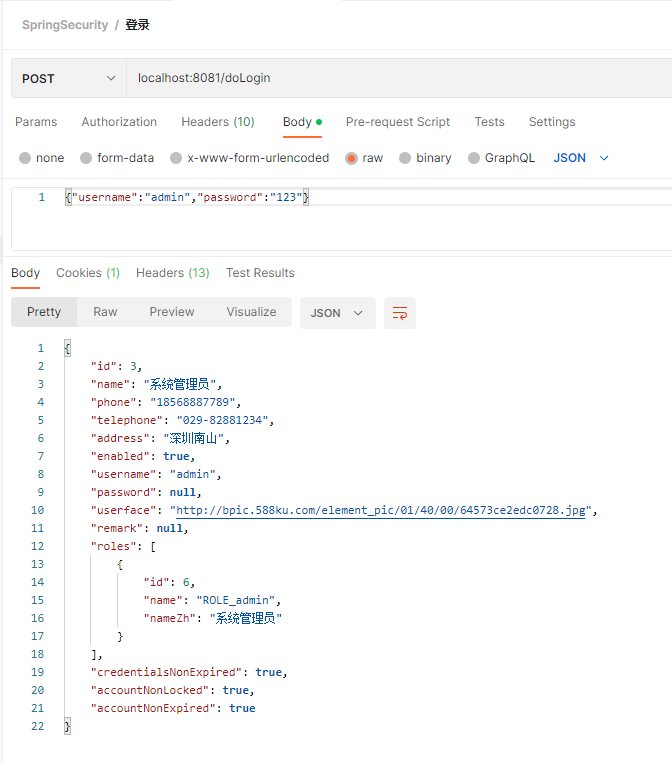 SpringSecurity / 登录
POST localhost:8081/doLogin
Params Authorization Headers (10) Body Pre-request Script Tests Settings
none form-data x-www-form-urlencoded raw binary GraphQL JSON
1 {"username":"admin","password":"123"}
Body Cookies (1) Headers (13) Test Results
Pretty Raw Preview Visualize JSON
1 {
2 "id": 3,
3 "name": "系统管理员",
4 "phone": "18568887789",
5 "telephone": "029-82881234",
6 "address": "深圳南山",
7 "enabled": true,
8 "username": "admin",
9 "password": null,
10 "userface": "http://bpic.588ku.com/element_pic/01/40/00/64573ce2edc0728.jpg",
11 "remark": null,
12 "roles": [
13 {
14 "id": 6,
15 "name": "ROLE_admin",
16 "nameZh": "系统管理员"
17 }
18 ],
19 "credentialsNonExpired": true,
20 "accountNonLocked": true,
21 "accountNonExpired": true
22 }